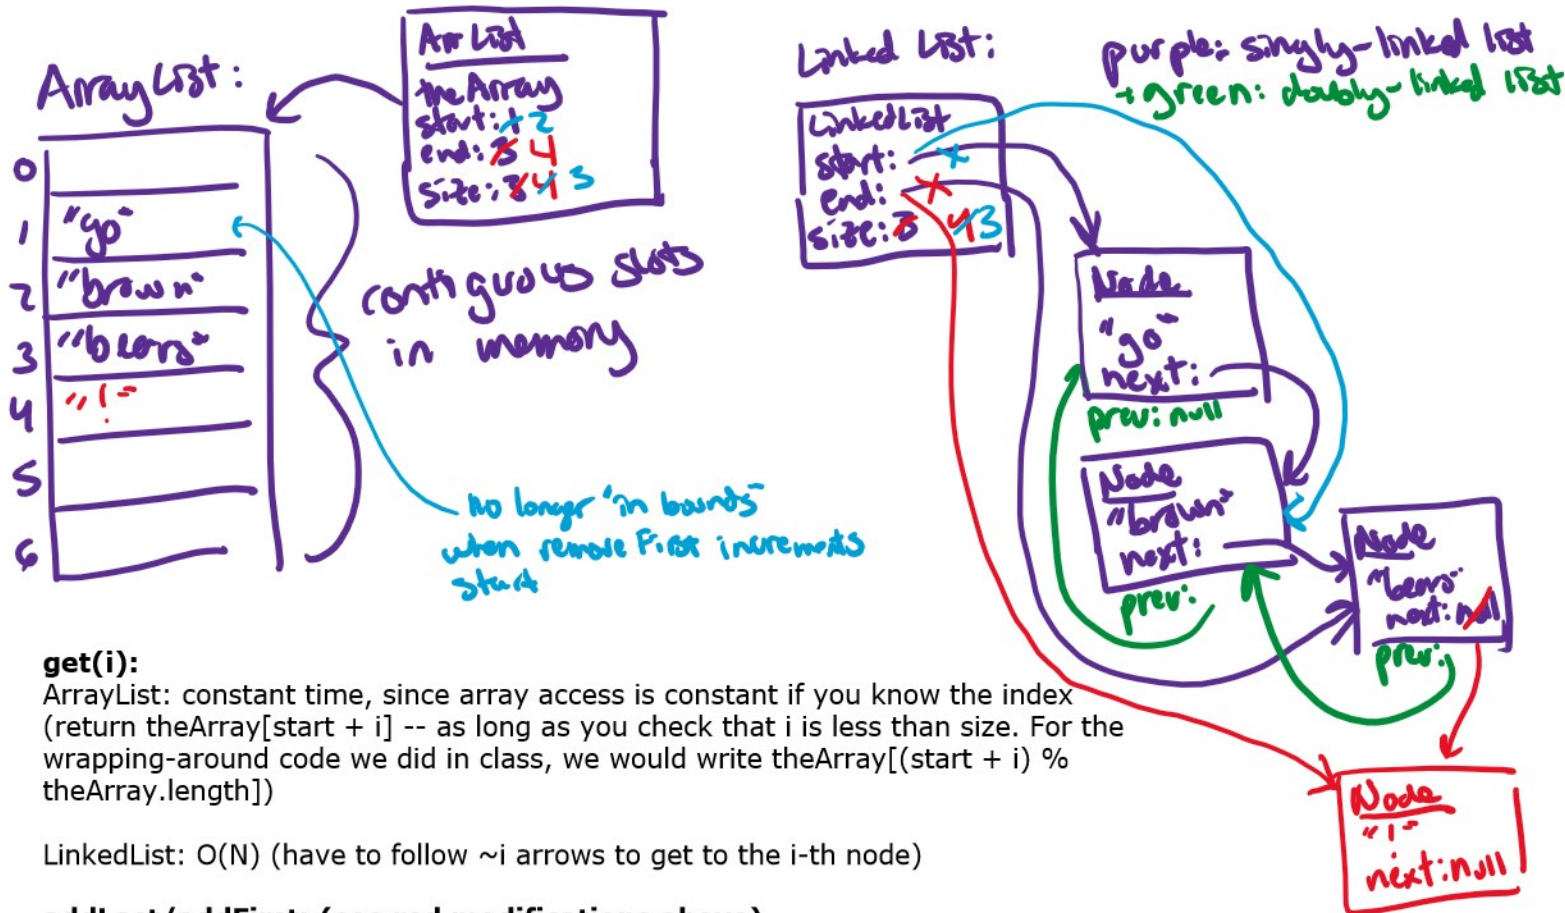 ArrayList:
0
1 "go"
2 "brown"
3 "bears"
4 "!"
5
6
ArrList
theArray
start: 1 2
end: 3 4
size: 3 4 3
contiguous slots
in memory
no longer "in bounds"
when removeFirst increments
start
Linked List:
purple: singly-linked list
+ green: doubly-linked list
LinkedList
start:
end:
size: 3 4 3
Node
"go"
next:
prev: null
Node
"brown"
next:
prev:
Node
"bears"
next: null
prev:
Node
"!"
next: null
get(i):
ArrayList: constant time, since array access is constant if you know the index
(return theArray[start + i] -- as long as you check that i is less than size. For the
wrapping-around code we did in class, we would write theArray[(start + i) %
theArray.length])
LinkedList: O(N) (have to follow ~i arrows to get to the i-th node)